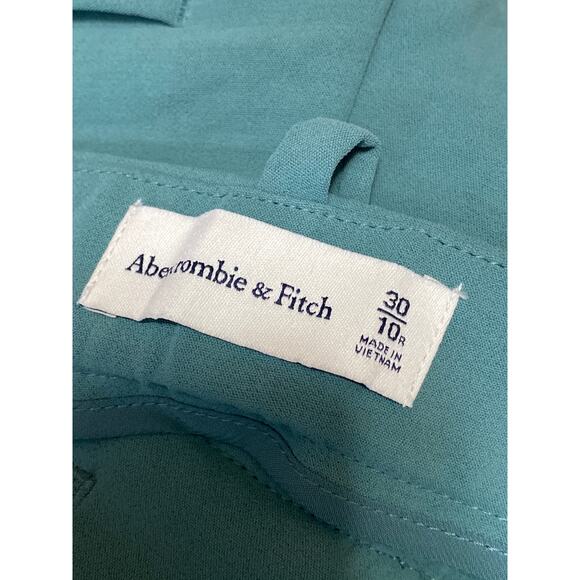 Abercrombie & Fitch
30
10R
MADE IN
VIETNAM